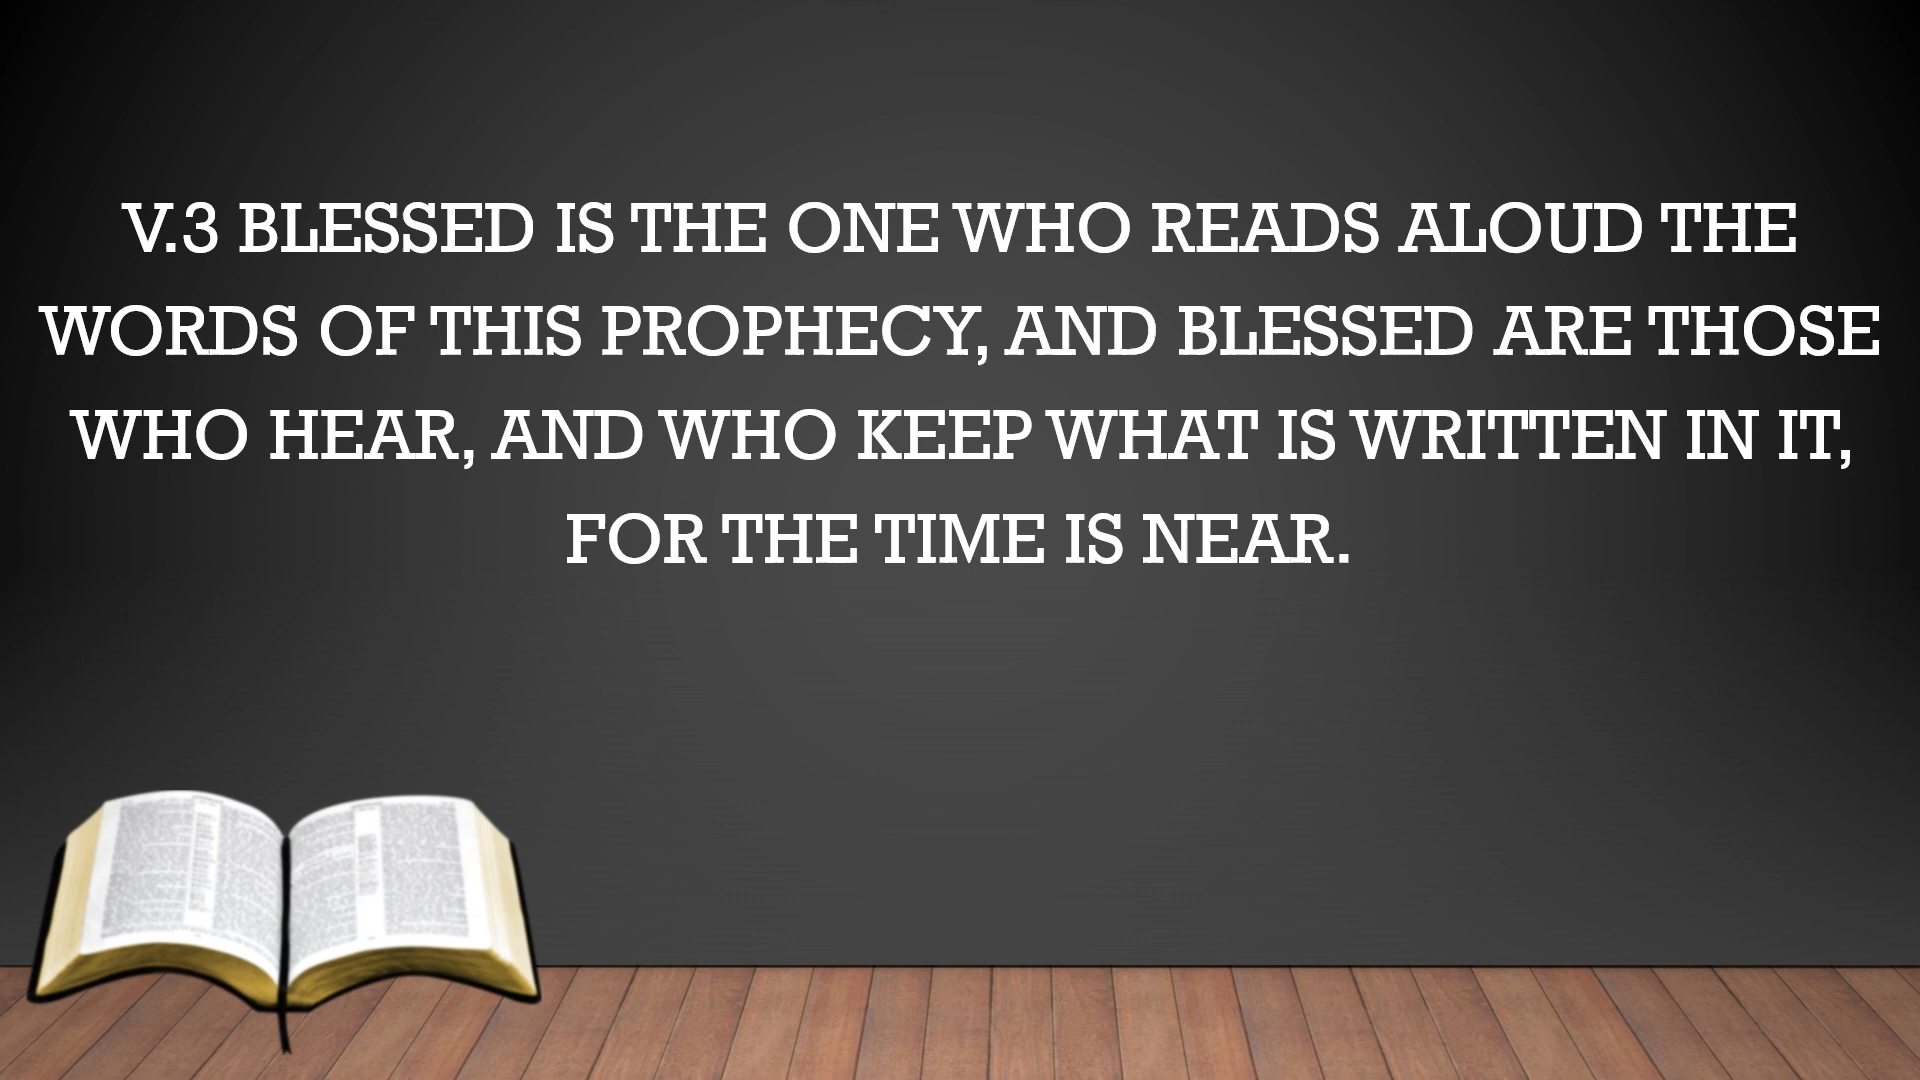 V.3 BLESSED IS THE ONE WHO READS ALOUD THE
WORDS OF THIS PROPHECY, AND BLESSED ARE THOSE
WHO HEAR, AND WHO KEEP WHAT IS WRITTEN IN IT,
FOR THE TIME IS NEAR.